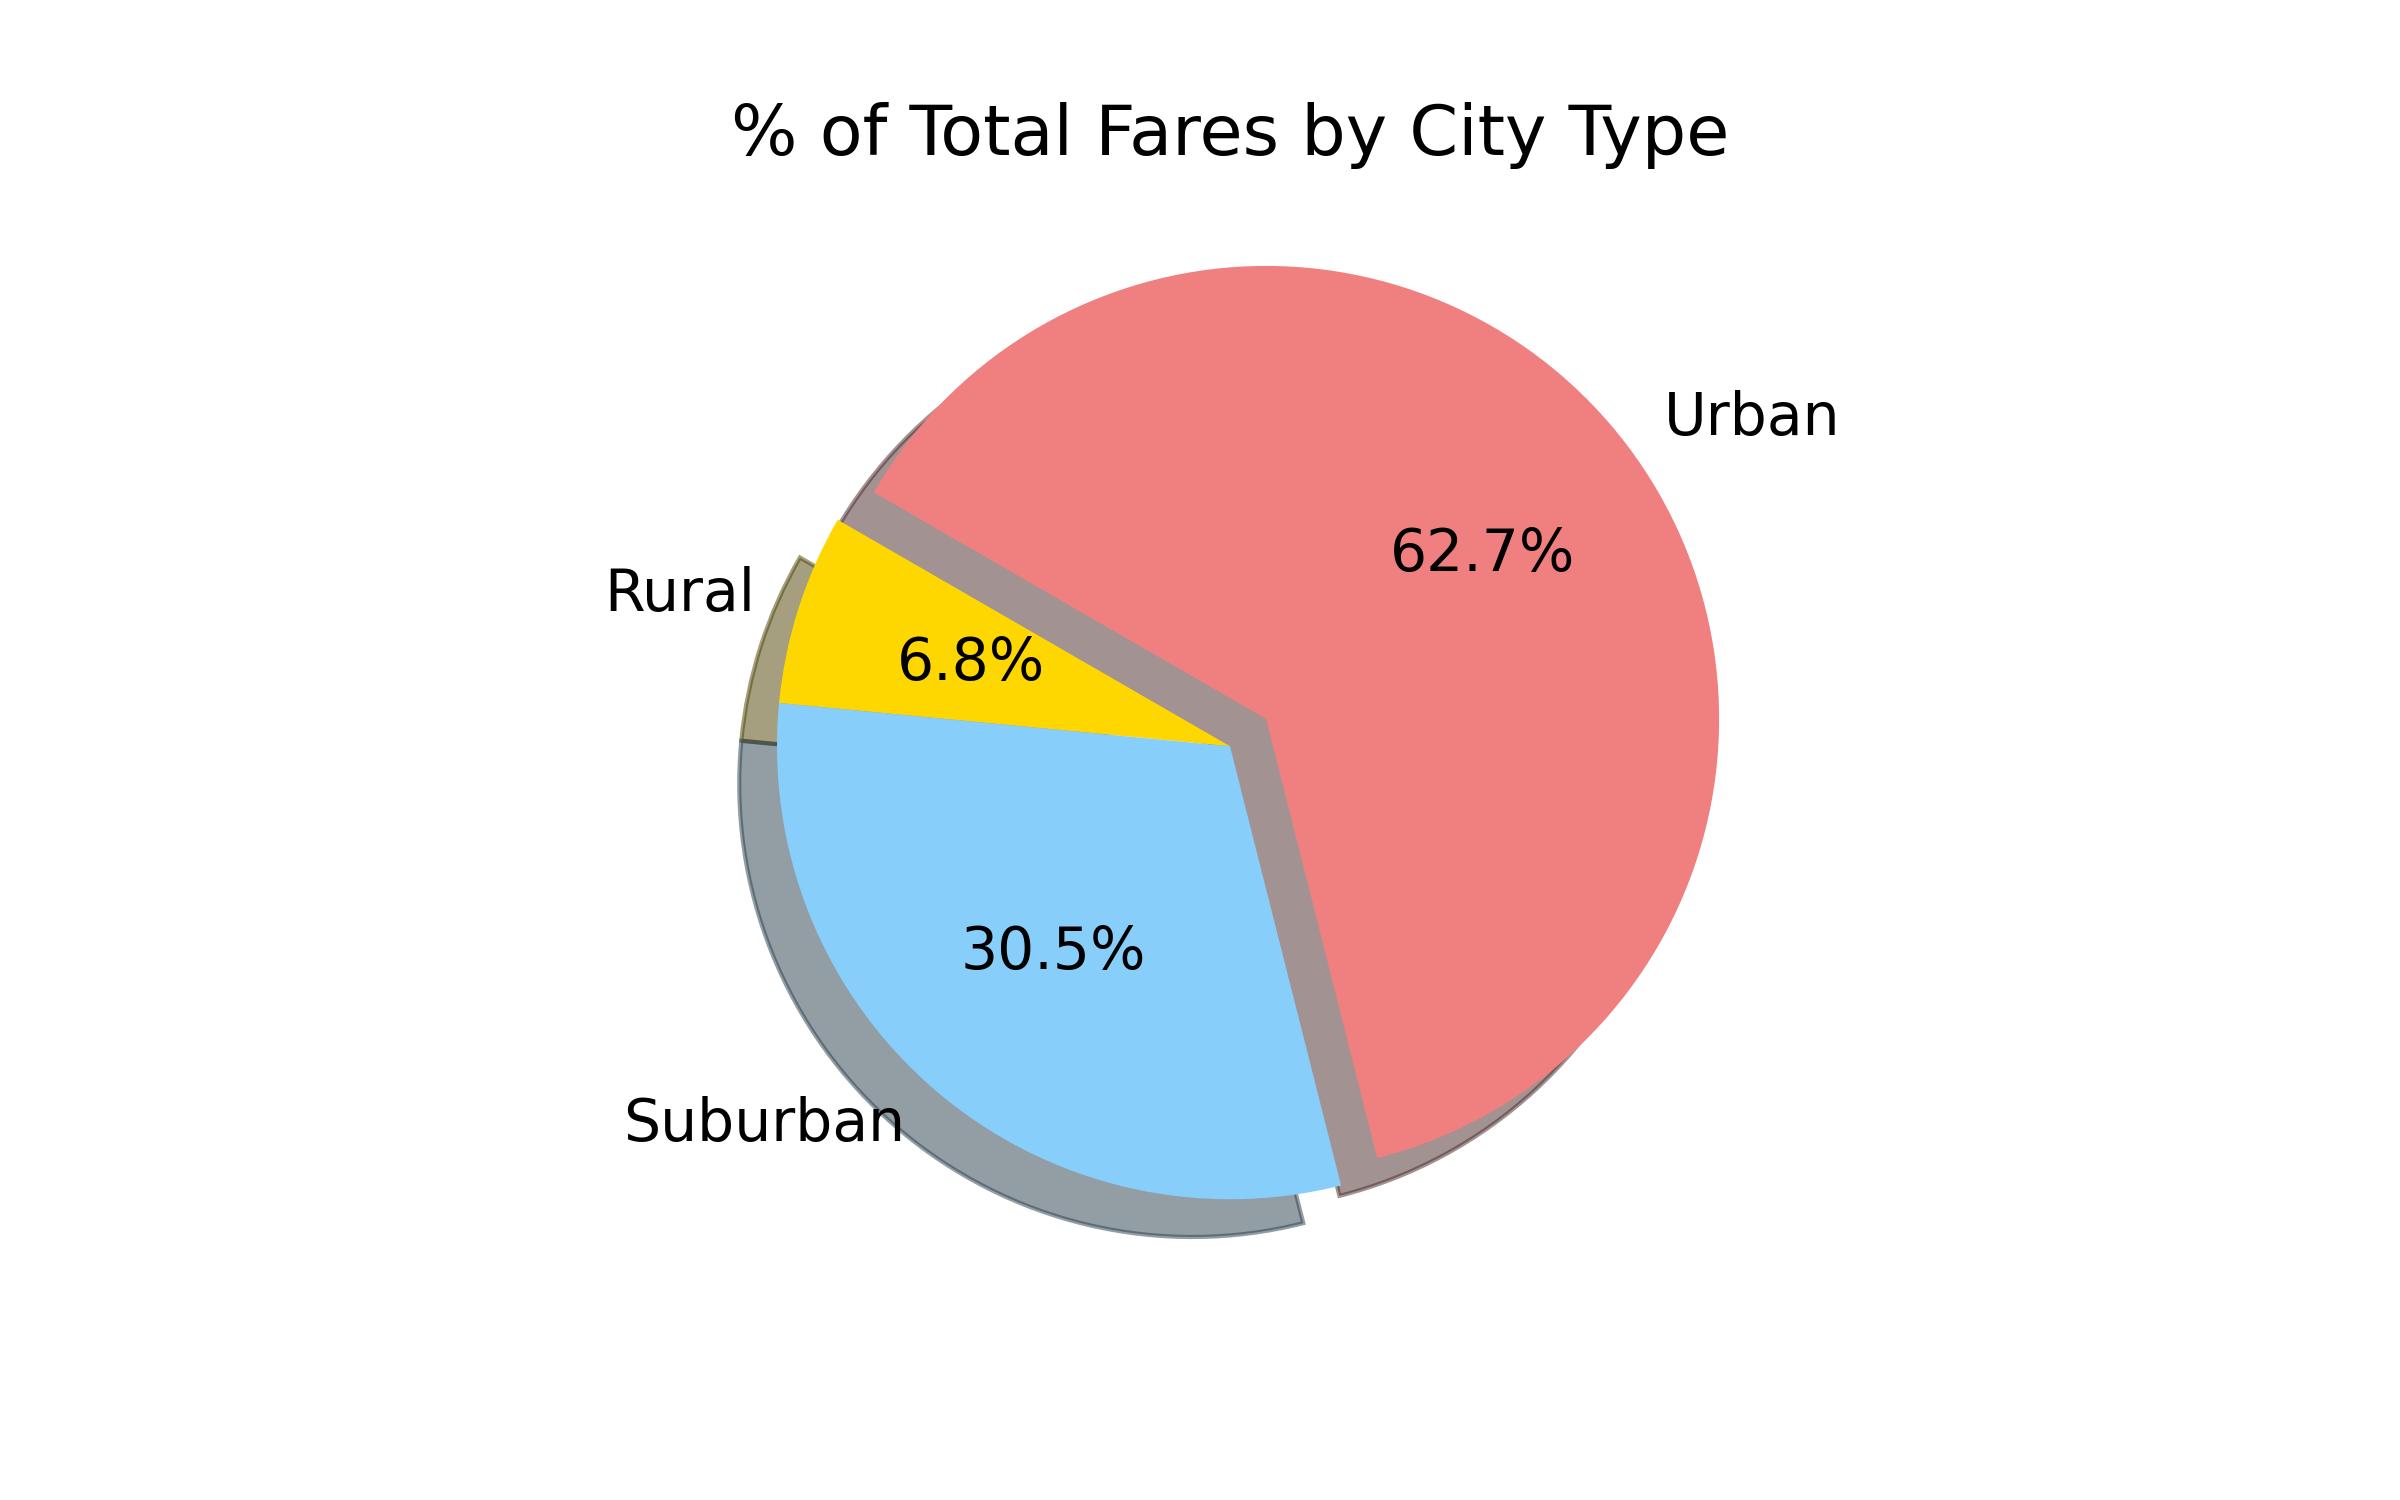 % of Total Fares by City Type
Urban
62.7%
Rural
6.8%
30.5%
Suburban